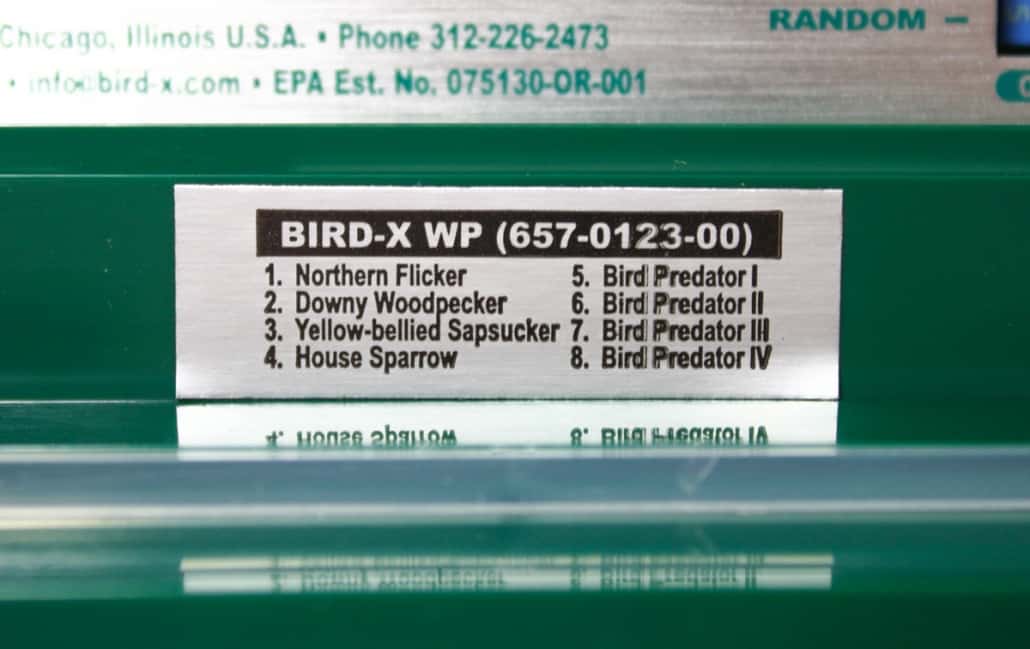 Chicago, Illinois U.S.A. • Phone 312-226-2473
RANDOM –
• info@bird-x.com • EPA Est. No. 075130-OR-001
BIRD-X WP (657-0123-00)
1. Northern Flicker
2. Downy Woodpecker
3. Yellow-bellied Sapsucker
4. House Sparrow
5. Bird Predator I
6. Bird Predator II
7. Bird Predator III
8. Bird Predator IV